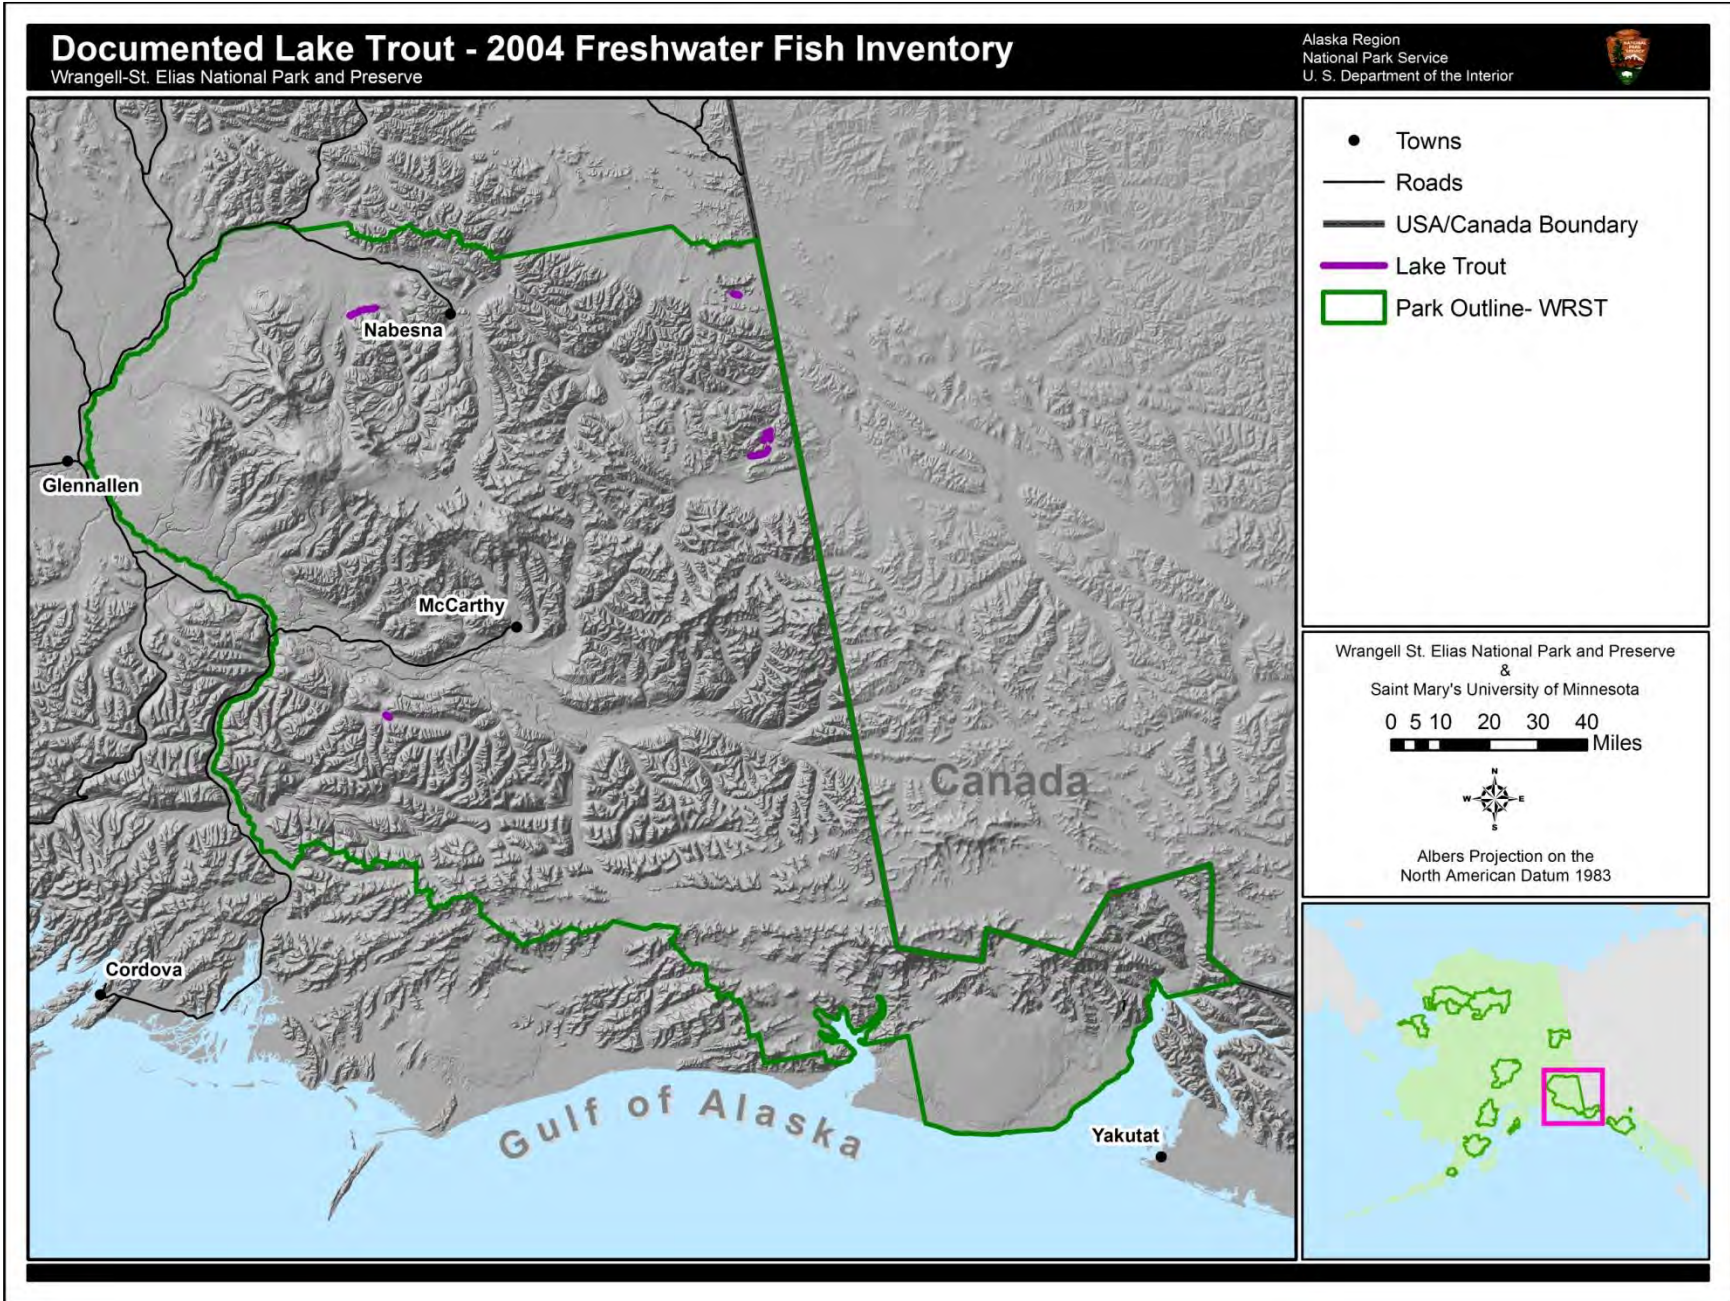 Documented Lake Trout - 2004 Freshwater Fish Inventory
Wrangell-St. Elias National Park and Preserve
Alaska Region
National Park Service
U. S. Department of the Interior
Towns
Roads
USA/Canada Boundary
Lake Trout
Park Outline- WRST
Nabesna
Glennallen
McCarthy
Canada
Cordova
Gulf of Alaska
Yakutat
Wrangell St. Elias National Park and Preserve
&
Saint Mary's University of Minnesota
0 5 10 20 30 40
Miles
N
W E
S
Albers Projection on the
North American Datum 1983